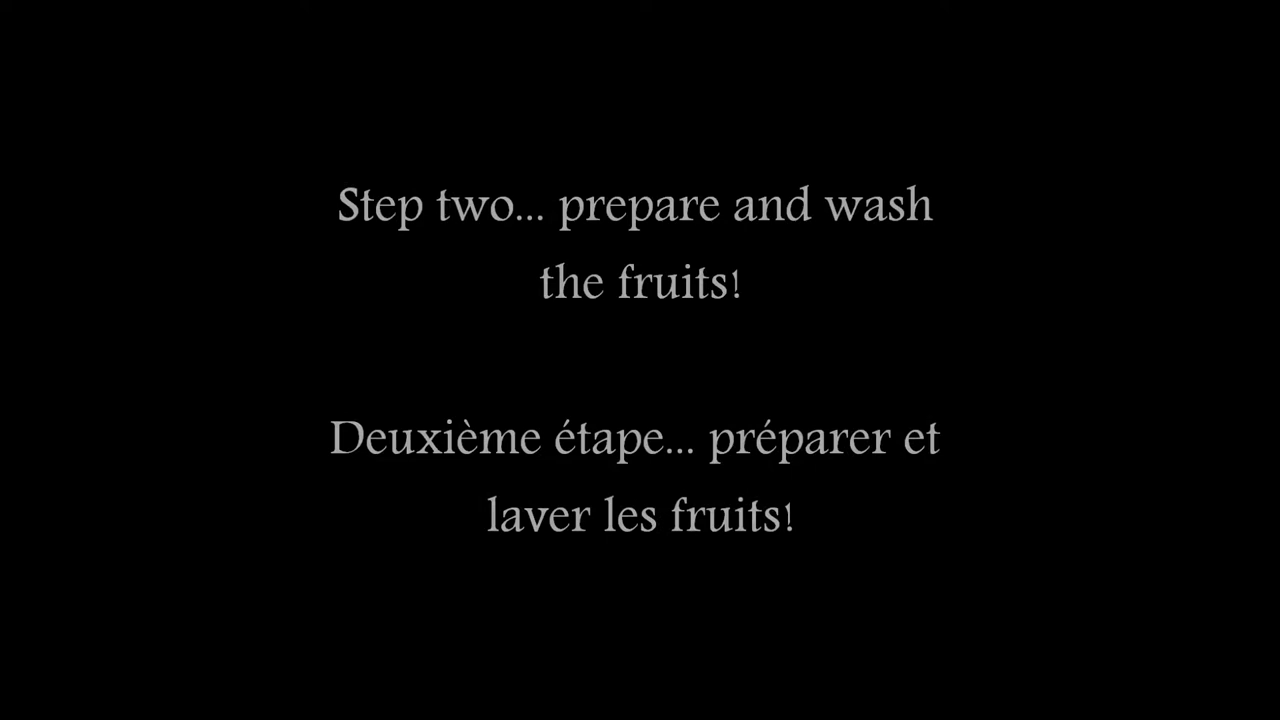 Step two... prepare and wash
the fruits!
Deuxième étape... préparer et
laver les fruits!